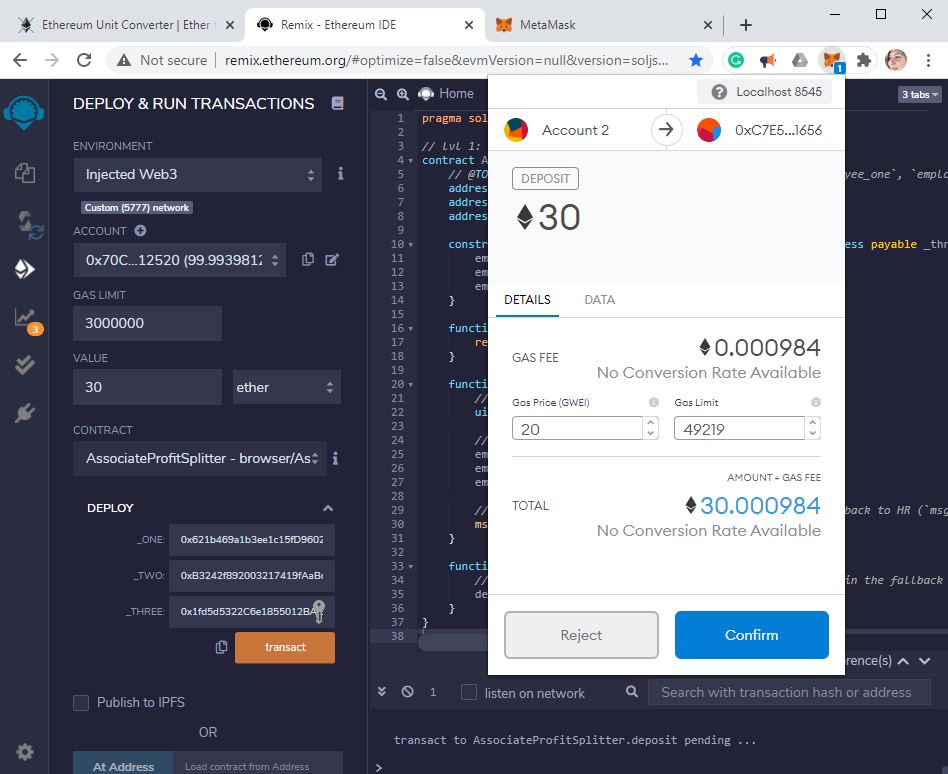 Ethereum Unit Converter | Ether
Remix - Ethereum IDE
MetaMask
Not secure
remix.ethereum.org/#optimize=false&evmVersion=null&version=soljs...
1
DEPLOY & RUN TRANSACTIONS
ENVIRONMENT
Injected Web3
Custom (5777) network
ACCOUNT
0x70C...12520 (99.9939812
GAS LIMIT
3000000
VALUE
30
ether
CONTRACT
AssociateProfitSplitter - browser/As
DEPLOY
_ONE:
0x621b469a1b3ee1c15fD9602
_TWO:
0xB3242f892003217419fAaBc
_THREE:
0x1fd5d5322C6e1855012BA
transact
Publish to IPFS
OR
At Address
Load contract from Address
3
Home
3 tabs
1 pragma sol
2
3 // lvl 1:
4 contract A
5 // @TO yee_one`, `emplo
6 addres
7 addres
8 addres
9
10 constr ess payable _thr
11 em
12 em
13 em
14 }
15
16 functi
17 re
18 }
19
20 functi
21 //
22 ui
23
24 //
25 em
26 em
27 em
28
29 // back to HR (`msg
30 ms
31 }
32
33 functi
34 // in the fallback
35 de
36 }
37 }
38
Localhost 8545
Account 2
0xC7E5...1656
DEPOSIT
30
DETAILS
DATA
GAS FEE
0.000984
No Conversion Rate Available
Gas Price (GWEI)
Gas Limit
20
49219
AMOUNT + GAS FEE
TOTAL
30.000984
No Conversion Rate Available
Reject
Confirm
rence(s)
1
listen on network
Search with transaction hash or address
transact to AssociateProfitSplitter.deposit pending ...
>